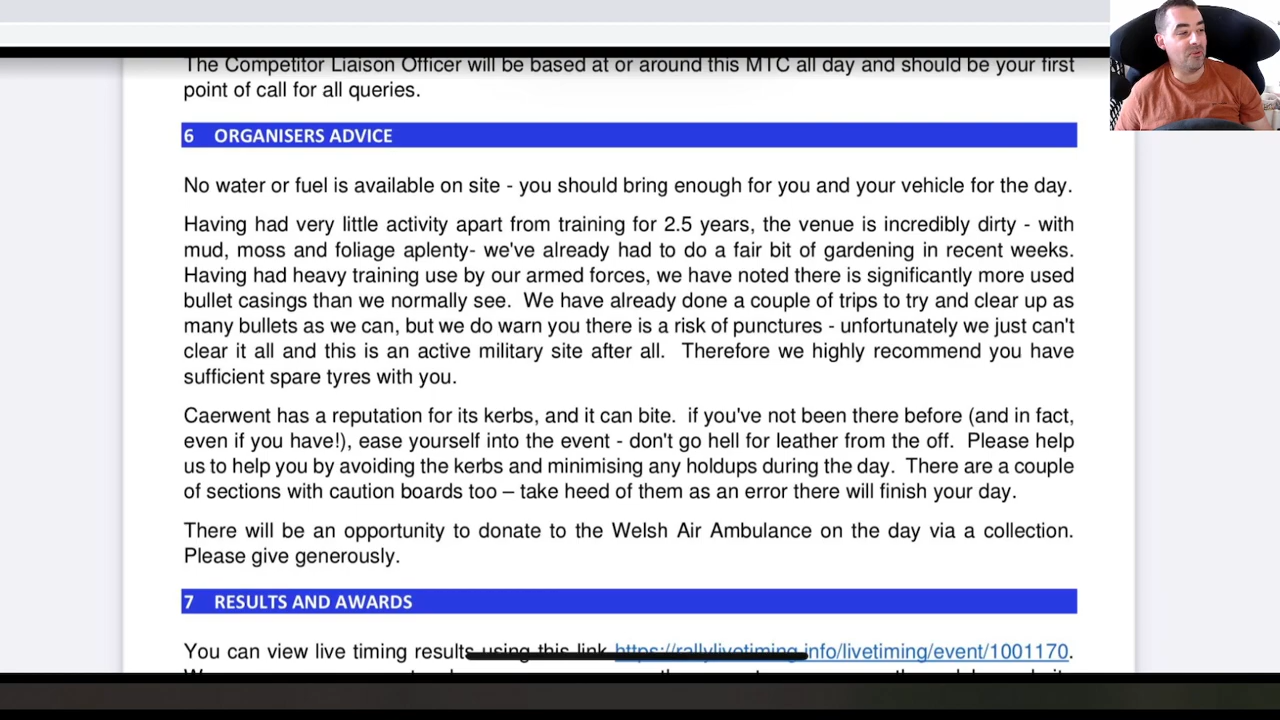 The Competitor Liaison Officer will be based at or around this MTC all day and should be your first
point of call for all queries.
6 ORGANISERS ADVICE
No water or fuel is available on site - you should bring enough for you and your vehicle for the day.
Having had very little activity apart from training for 2.5 years, the venue is incredibly dirty - with
mud, moss and foliage aplenty- we've already had to do a fair bit of gardening in recent weeks.
Having had heavy training use by our armed forces, we have noted there is significantly more used
bullet casings than we normally see. We have already done a couple of trips to try and clear up as
many bullets as we can, but we do warn you there is a risk of punctures - unfortunately we just can't
clear it all and this is an active military site after all. Therefore we highly recommend you have
sufficient spare tyres with you.
Caerwent has a reputation for its kerbs, and it can bite. if you've not been there before (and in fact,
even if you have!), ease yourself into the event - don't go hell for leather from the off. Please help
us to help you by avoiding the kerbs and minimising any holdups during the day. There are a couple
of sections with caution boards too – take heed of them as an error there will finish your day.
There will be an opportunity to donate to the Welsh Air Ambulance on the day via a collection.
Please give generously.
7 RESULTS AND AWARDS
You can view live timing results using this link https://rallylivetiming.info/livetiming/event/1001170.